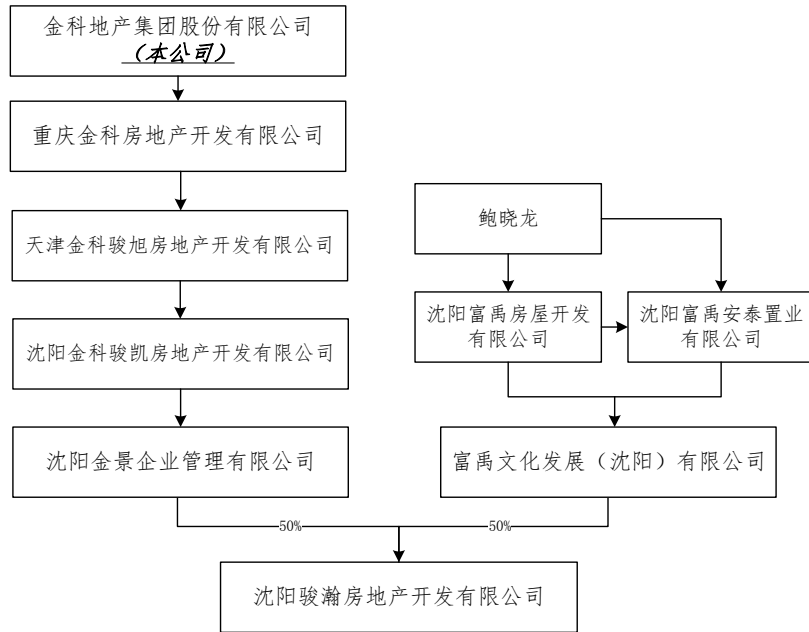 金科地产集团股份有限公司
（本公司）
重庆金科房地产开发有限公司
天津金科骏旭房地产开发有限公司
沈阳金科骏凯房地产开发有限公司
沈阳金景企业管理有限公司
鲍晓龙
沈阳富禹房屋开发
有限公司
沈阳富禹安泰置业
有限公司
富禹文化发展（沈阳）有限公司
50%
50%
沈阳骏瀚房地产开发有限公司